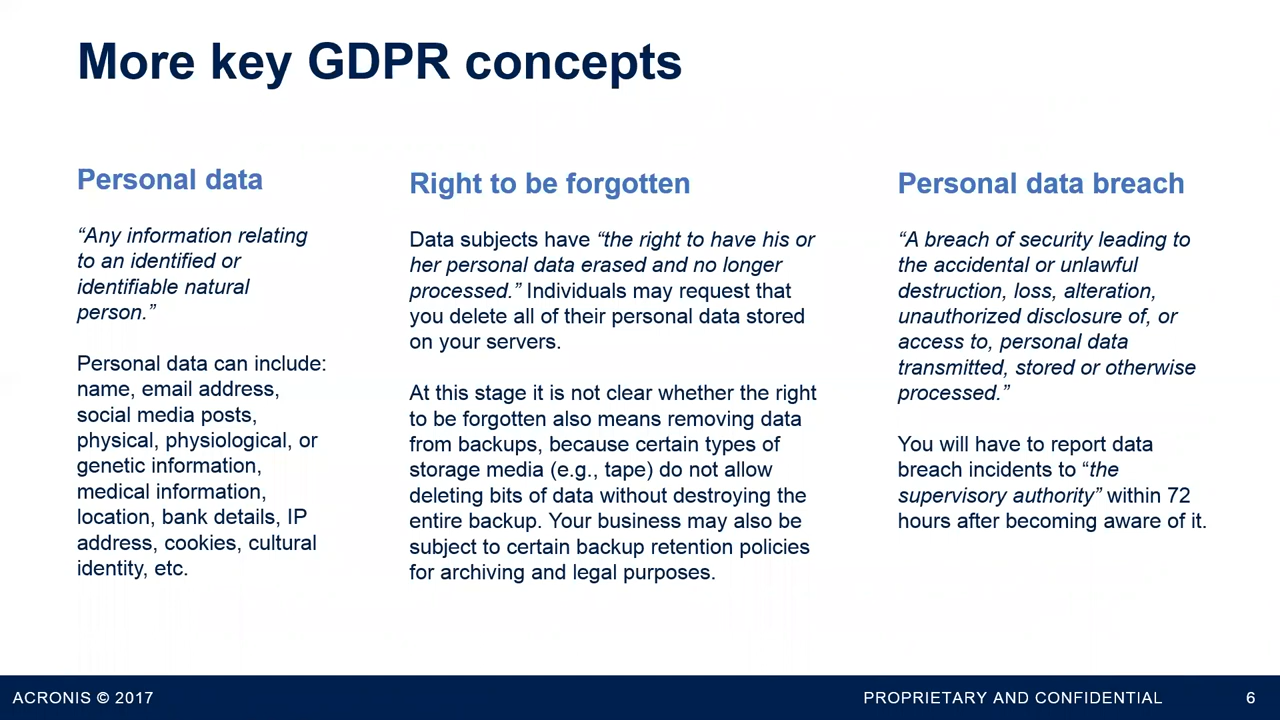 More key GDPR concepts
Personal data
“Any information relating
to an identified or
identifiable natural
person.”
Personal data can include:
name, email address,
social media posts,
physical, physiological, or
genetic information,
medical information,
location, bank details, IP
address, cookies, cultural
identity, etc.
Right to be forgotten
Data subjects have “the right to have his or
her personal data erased and no longer
processed.” Individuals may request that
you delete all of their personal data stored
on your servers.
At this stage it is not clear whether the right
to be forgotten also means removing data
from backups, because certain types of
storage media (e.g., tape) do not allow
deleting bits of data without destroying the
entire backup. Your business may also be
subject to certain backup retention policies
for archiving and legal purposes.
Personal data breach
“A breach of security leading to
the accidental or unlawful
destruction, loss, alteration,
unauthorized disclosure of, or
access to, personal data
transmitted, stored or otherwise
processed.”
You will have to report data
breach incidents to “the
supervisory authority” within 72
hours after becoming aware of it.
ACRONIS © 2017
PROPRIETARY AND CONFIDENTIAL
6